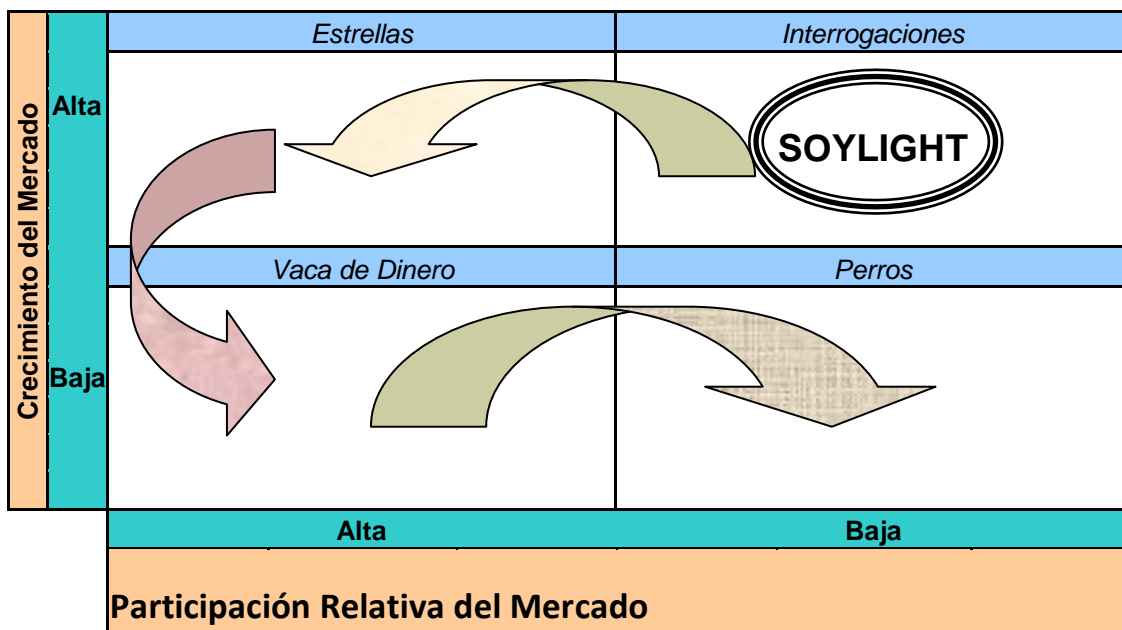 Estrellas
Interrogaciones
Crecimiento del Mercado
Alta
SOYLIGHT
Vaca de Dinero
Perros
Baja
Alta
Baja
Participación Relativa del Mercado